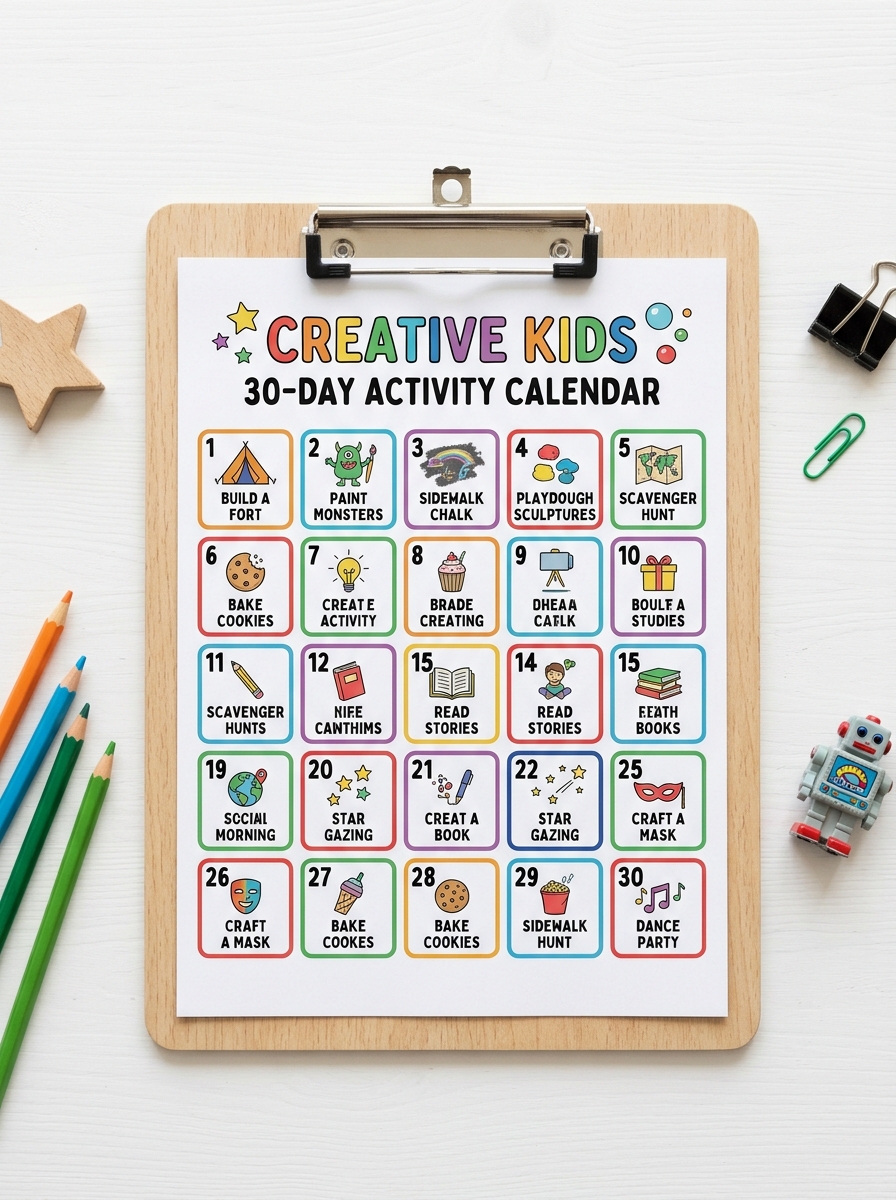 CREATIVE KIDS
30-DAY ACTIVITY CALENDAR
1
BUILD A
FORT
2
PAINT
MONSTERS
3
SIDEMALK
CHALK
4
PLAYDOUGH
SCULPTURES
5
SCAVENGER
HUNT
6
BAKE
COOKIES
7
CREATE
ACTIVITY
8
BRADE
CREATING
9
10
A
STUDIES
11
SCAVENGER
HUNTS
12
15
READ
STORIES
14
READ
STORIES
15
BOOKS
19
MORNING
20
STAR
GAZING
21
CREAT A
BOOK
22
STAR
GAZING
25
CRAFT A
MASK
26
CRAFT
A MASK
27
BAKE
COOKES
28
BAKE
COOKIES
29
SIDEWALK
HUNT
30
DANCE
PARTY